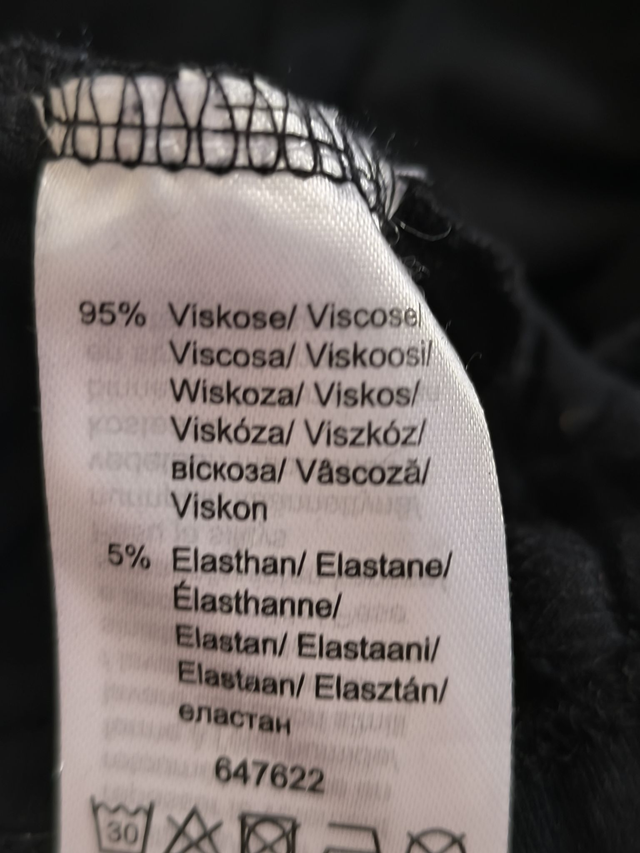 95% Viskose/ Viscose/
Viscosa/ Viskoosi/
Wiskoza/ Viskos/
Viskóza/ Viszkóz/
віскоза/ Vâscoză/
Viskon
5% Elasthan/ Elastane/
Élasthanne/
Elastan/ Elastaani/
Elastaan/ Elasztán/
еластан
647622
30